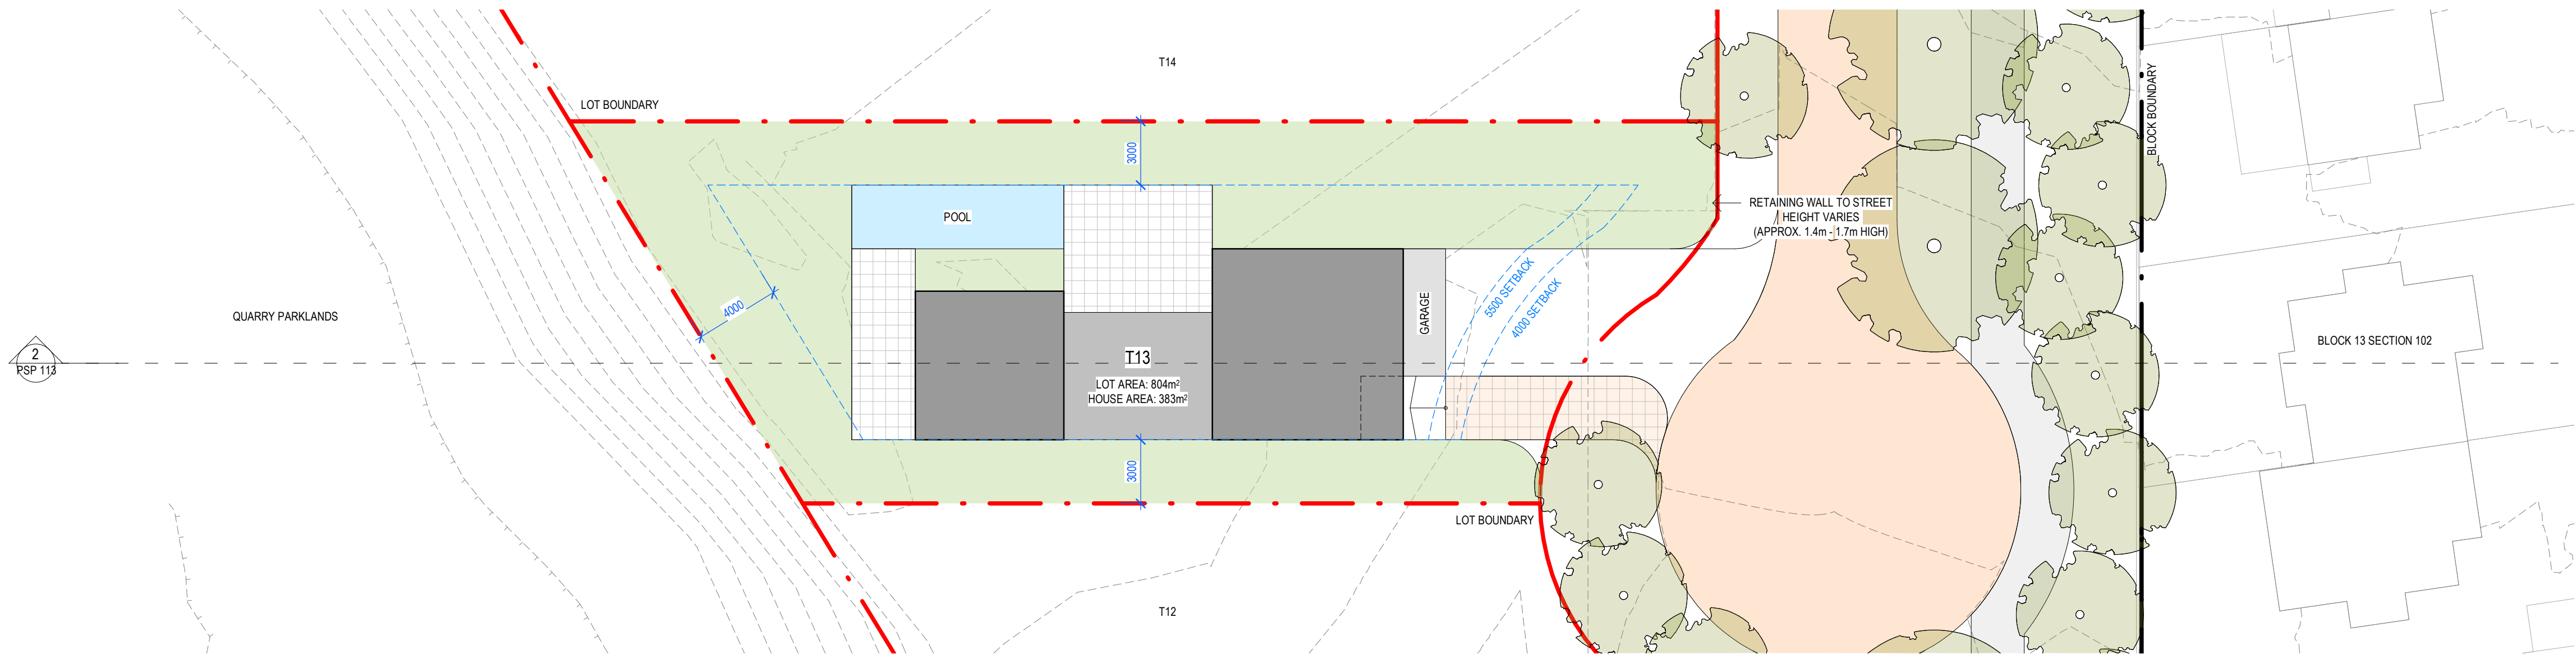 T14
LOT BOUNDARY
BLOCK BOUNDARY
3000
RETAINING WALL TO STREET
HEIGHT VARIES
(APPROX. 1.4m - 1.7m HIGH)
POOL
5500 SETBACK
4000 SETBACK
4000
GARAGE
QUARRY PARKLANDS
BLOCK 13 SECTION 102
2
PSP 113
T13
LOT AREA: 804m²
HOUSE AREA: 383m²
3000
LOT BOUNDARY
T12